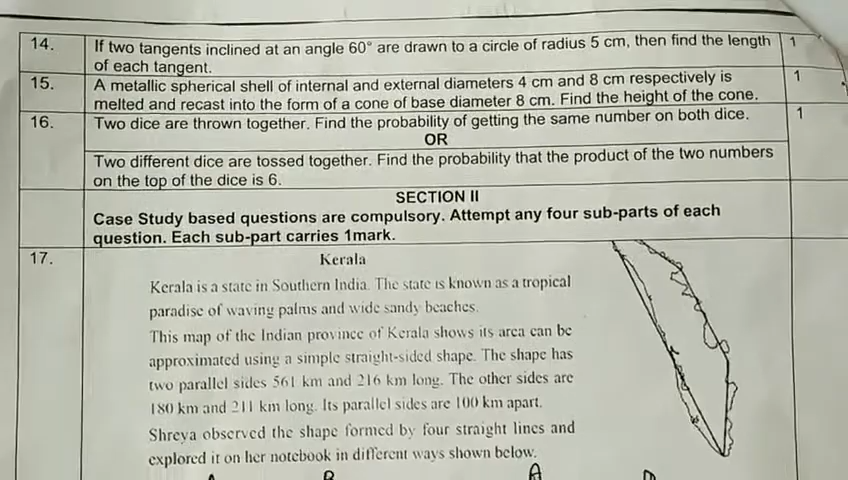 14. If two tangents inclined at an angle 60° are drawn to a circle of radius 5 cm, then find the length 1
of each tangent.
15. A metallic spherical shell of internal and external diameters 4 cm and 8 cm respectively is 1
melted and recast into the form of a cone of base diameter 8 cm. Find the height of the cone.
16. Two dice are thrown together. Find the probability of getting the same number on both dice. 1
OR
Two different dice are tossed together. Find the probability that the product of the two numbers
on the top of the dice is 6.
SECTION II
Case Study based questions are compulsory. Attempt any four sub-parts of each
question. Each sub-part carries 1mark.
17. Kerala
Kerala is a state in Southern India. The state is known as a tropical
paradise of waving palms and wide sandy beaches.
This map of the Indian province of Kerala shows its area can be
approximated using a simple straight-sided shape. The shape has
two parallel sides 561 km and 216 km long. The other sides are
180 km and 211 km long. Its parallel sides are 100 km apart.
Shreya observed the shape formed by four straight lines and
explored it on her notebook in different ways shown below.